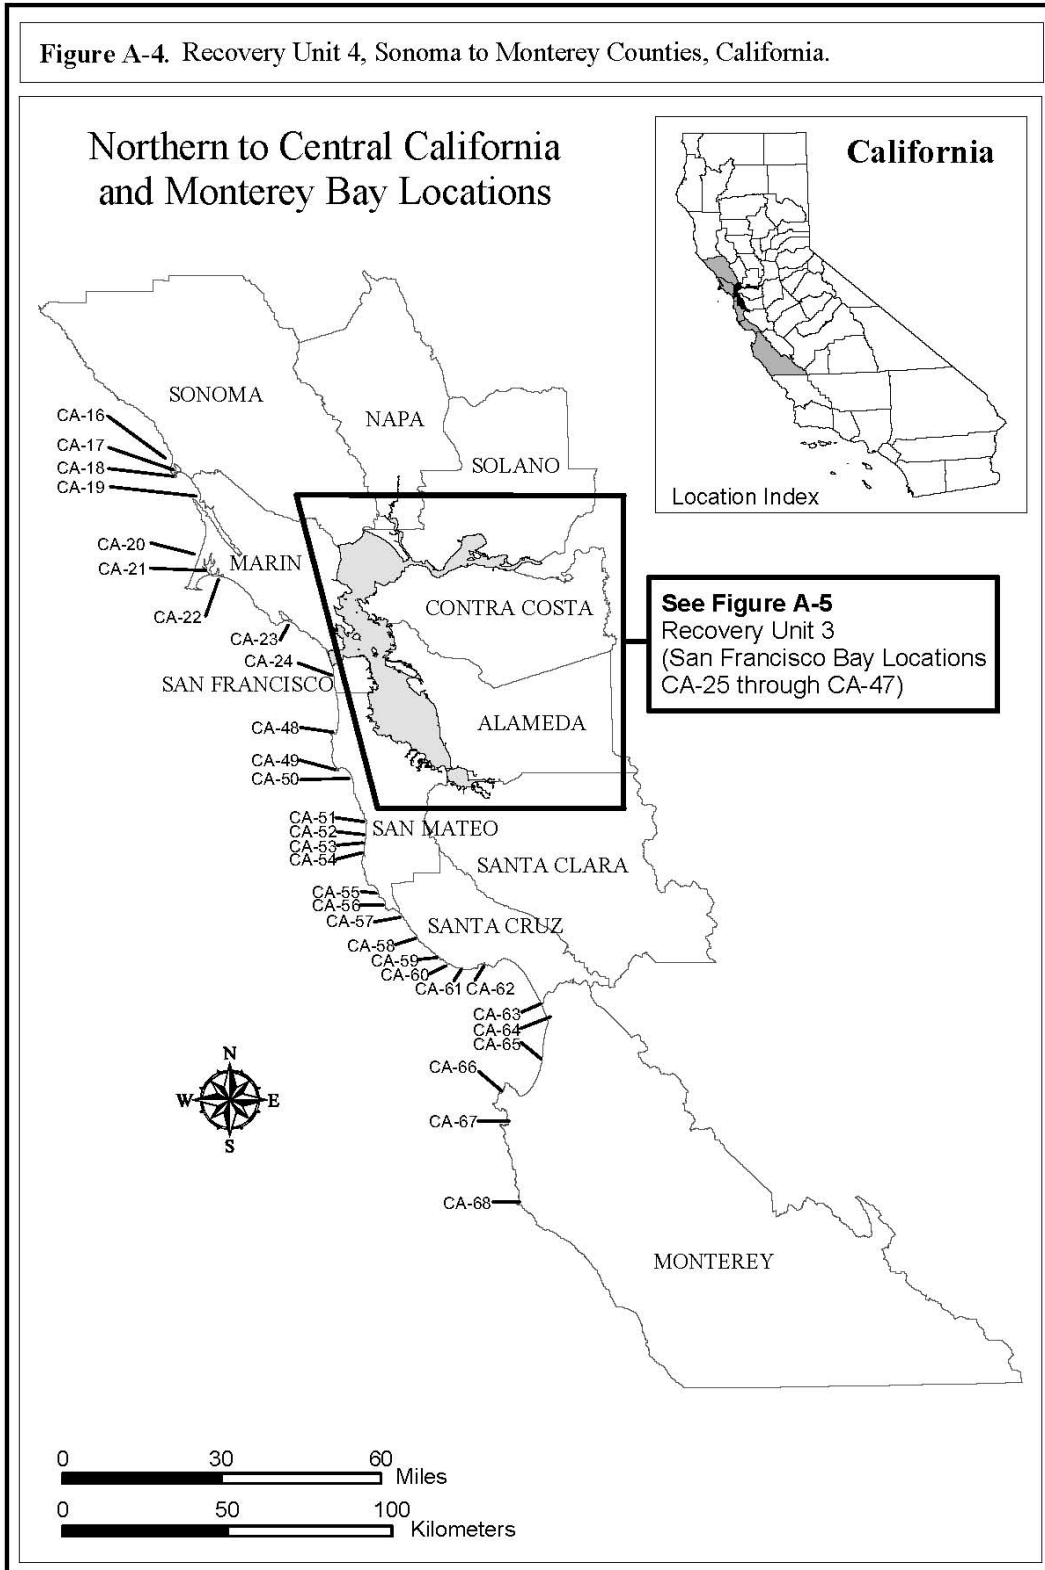 Figure A-4. Recovery Unit 4, Sonoma to Monterey Counties, California.
Northern to Central California
and Monterey Bay Locations
California
Location Index
SONOMA
NAPA
SOLANO
CA-16
CA-17
CA-18
CA-19
CA-20
CA-21
MARIN
CA-22
CA-23
CA-24
SAN FRANCISCO
CONTRA COSTA
See Figure A-5
Recovery Unit 3
(San Francisco Bay Locations
CA-25 through CA-47)
ALAMEDA
CA-48
CA-49
CA-50
CA-51
CA-52
CA-53
CA-54
SAN MATEO
SANTA CLARA
CA-55
CA-56
CA-57
SANTA CRUZ
CA-58
CA-59
CA-60
CA-61
CA-62
CA-63
CA-64
CA-65
CA-66
CA-67
CA-68
N
W
E
S
MONTEREY
0 30 60
Miles
0 50 100
Kilometers